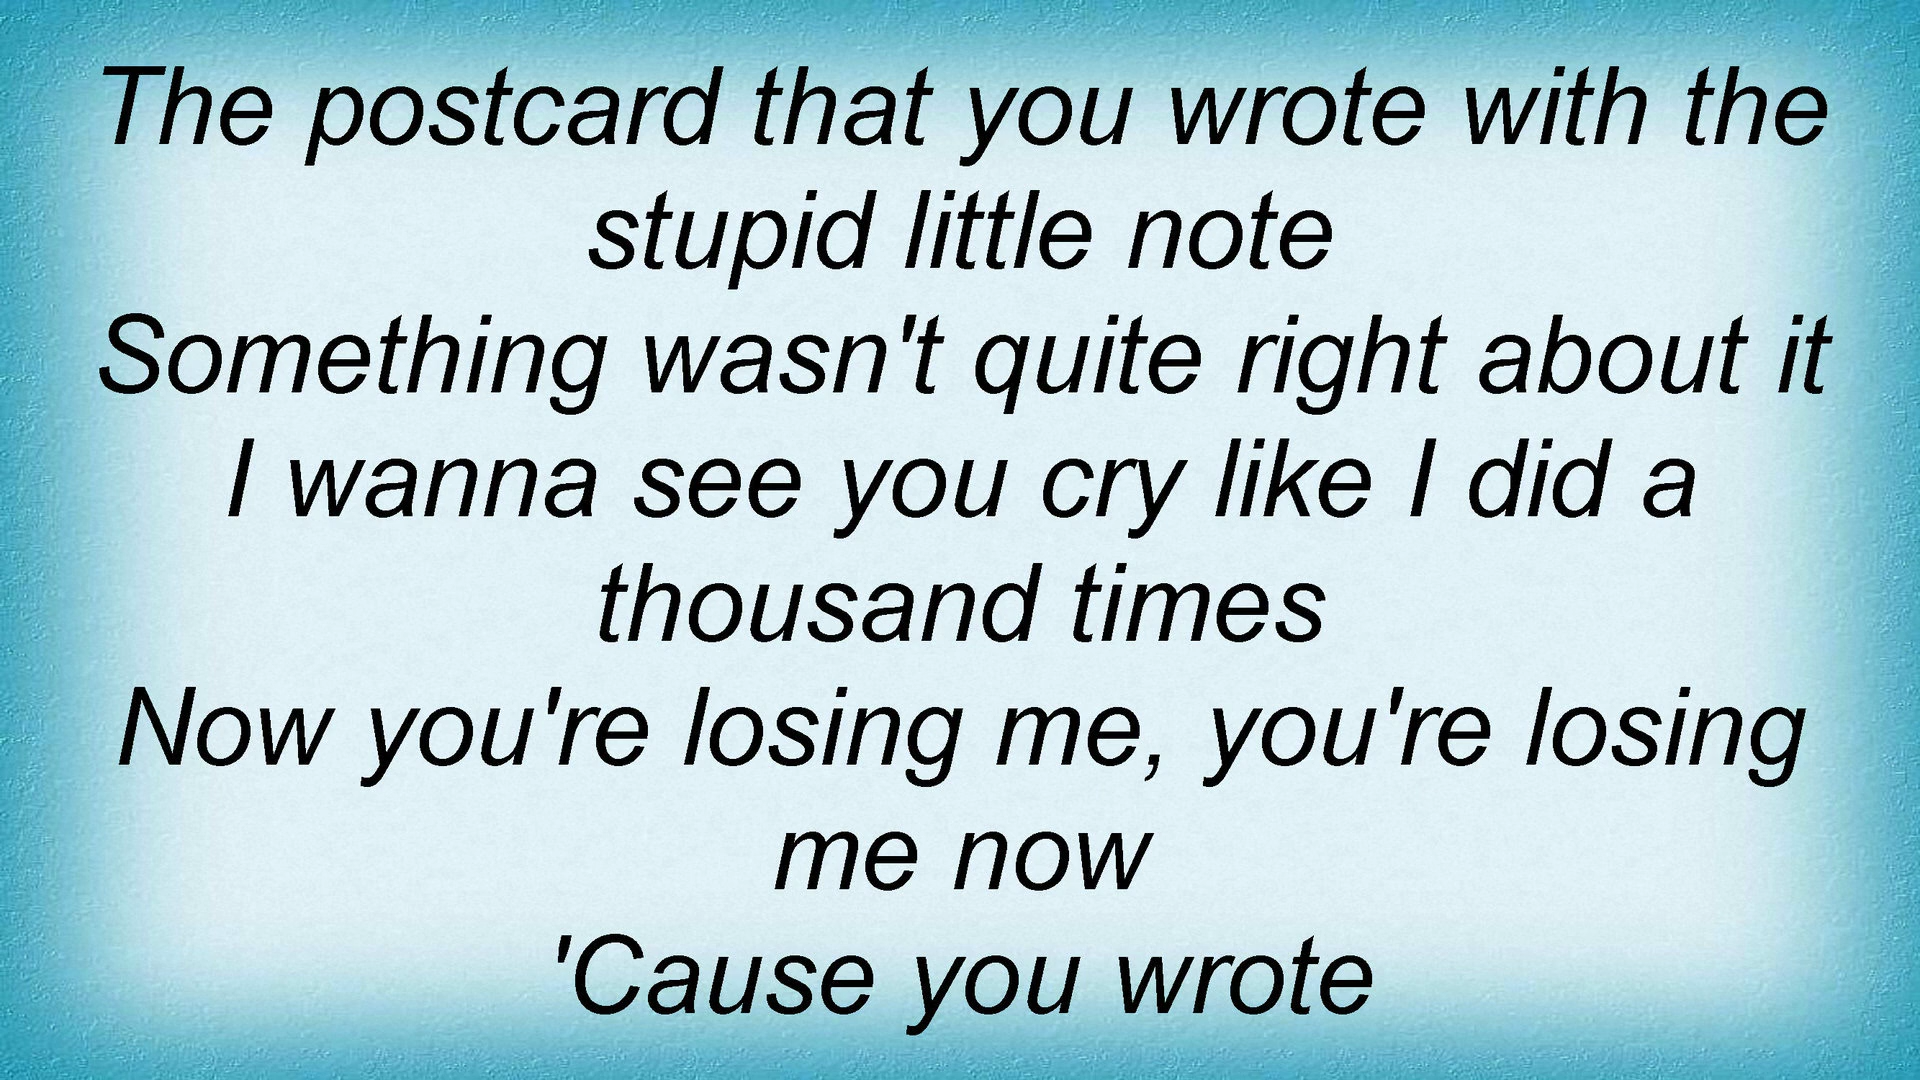 The postcard that you wrote with the
stupid little note
Something wasn't quite right about it
I wanna see you cry like I did a
thousand times
Now you're losing me, you're losing
me now
'Cause you wrote